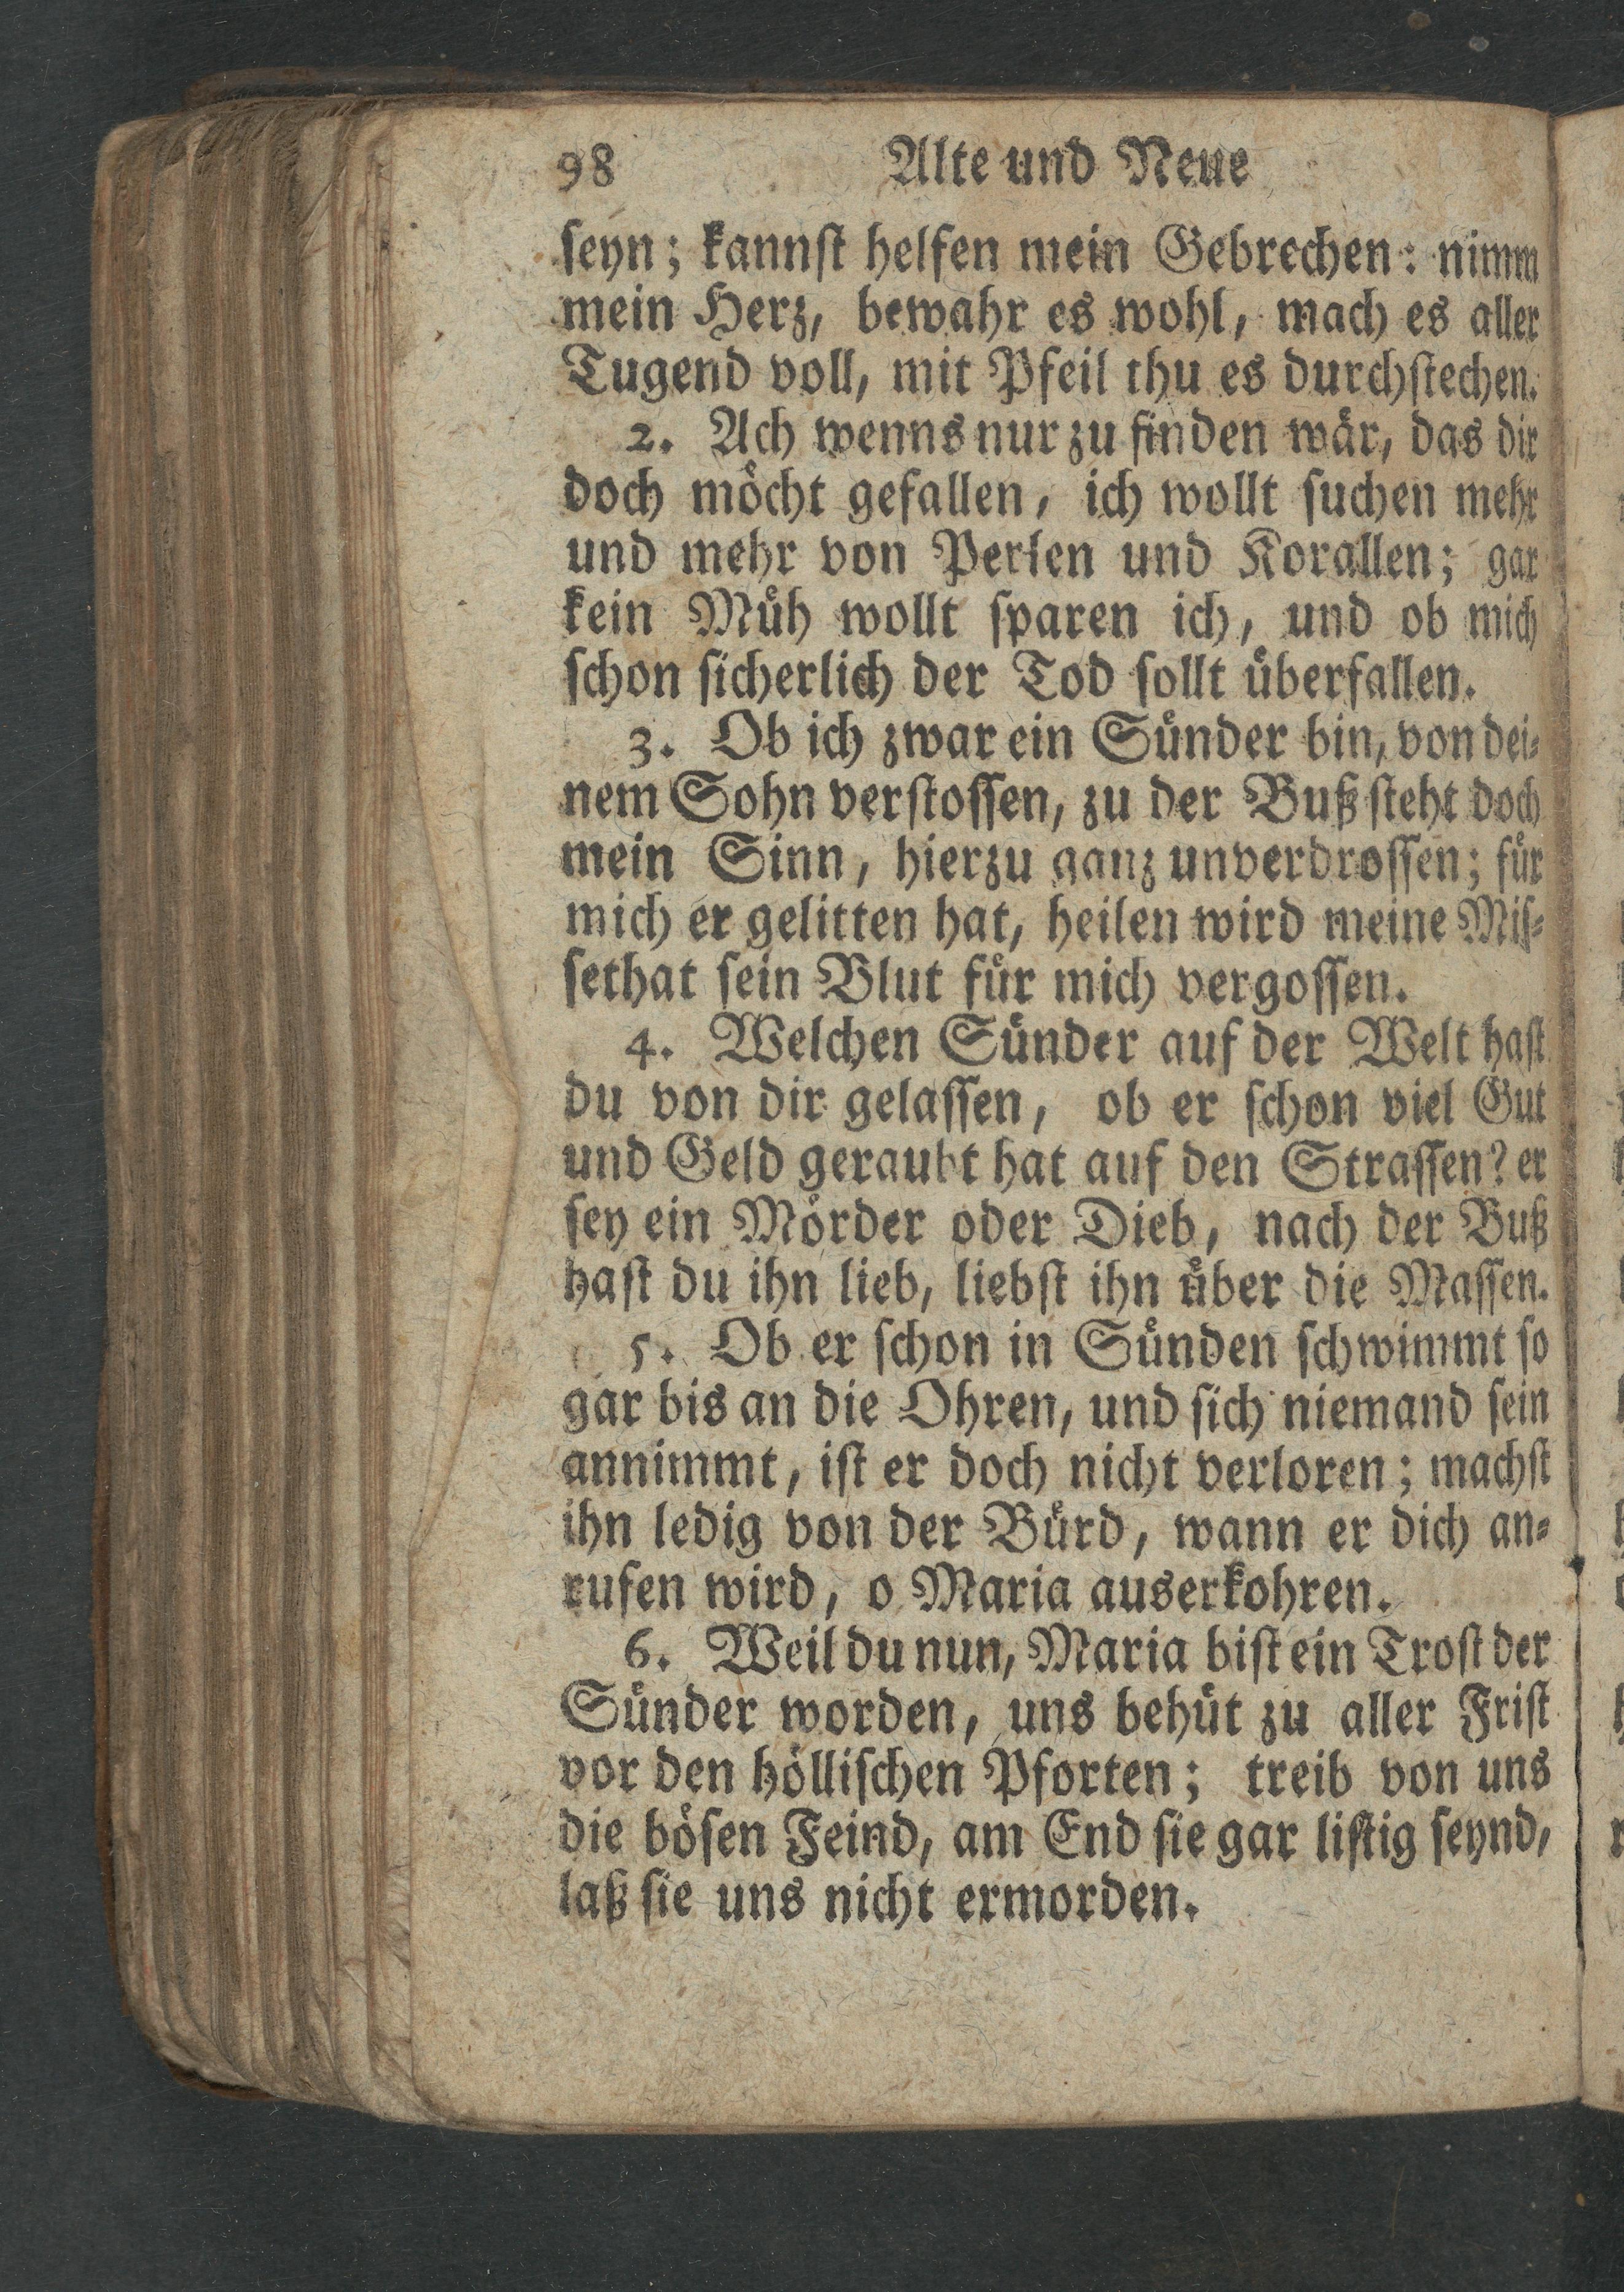 98 Alte und Neue
seyn; kannst helfen mein Gebrechen: nimm
mein Herz, bewahr es wohl, mach es aller
Tugend voll, mit Pfeil thu es durchstechen.
2. Ach wenns nur zu finden wär, das dir
doch möcht gefallen, ich wollt suchen mehr
und mehr von Perlen und Korallen; gar
kein Müh wollt sparen ich, und ob mich
schon sicherlich der Tod sollt überfallen.
3. Ob ich zwar ein Sünder bin, von dei-
nem Sohn verstossen, zu der Buß steht doch
mein Sinn, hierzu ganz unverdrossen; für
mich er gelitten hat, heilen wird meine Mis-
sethat sein Blut für mich vergossen.
4. Welchen Sünder auf der Welt hast
du von dir gelassen, ob er schon viel Gut
und Geld geraubt hat auf den Strassen? er
sey ein Mörder oder Dieb, nach der Buß
hast du ihn lieb, liebst ihn über die Massen.
5. Ob er schon in Sünden schwimmt so
gar bis an die Ohren, und sich niemand sein
annimmt, ist er doch nicht verloren; machst
ihn ledig von der Bürd, wann er dich an-
rufen wird, o Maria auserkohren.
6. Weil du nun, Maria bist ein Trost der
Sünder worden, uns behüt zu aller Frist
vor den höllischen Pforten; treib von uns
die bösen Feind, am End sie gar listig seynd,
laß sie uns nicht ermorden.